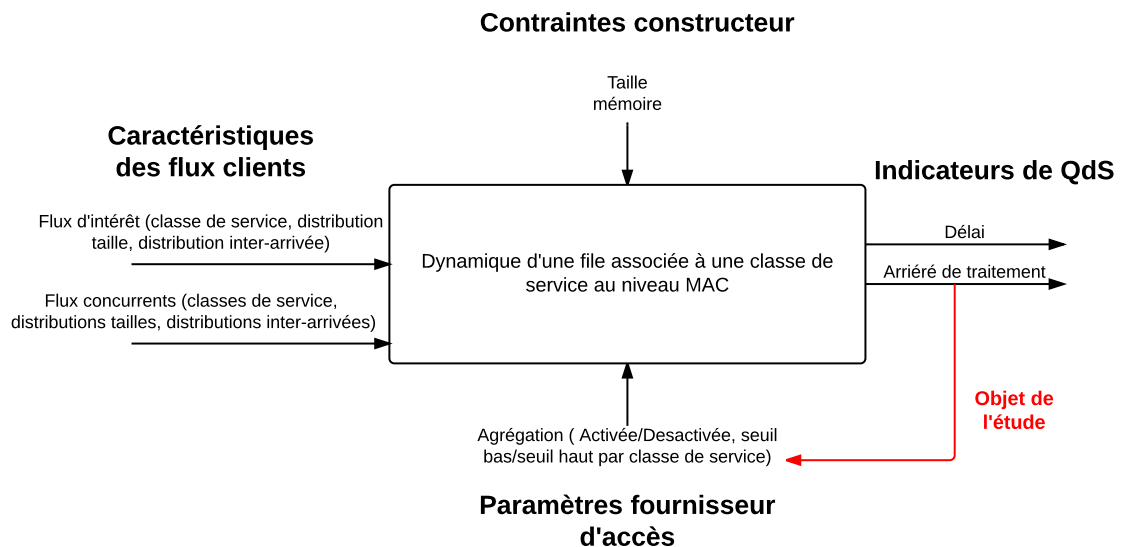 Contraintes constructeur
Taille
mémoire
Caractéristiques
des flux clients
Indicateurs de QdS
Flux d'intérêt (classe de service, distribution
taille, distribution inter-arrivée)
Délai
Dynamique d'une file associée à une classe de
service au niveau MAC
Arriéré de traitement
Flux concurrents (classes de service,
distributions tailles, distributions inter-arrivées)
Objet de
l'étude
Agrégation ( Activée/Desactivée, seuil
bas/seuil haut par classe de service)
Paramètres fournisseur
d'accès